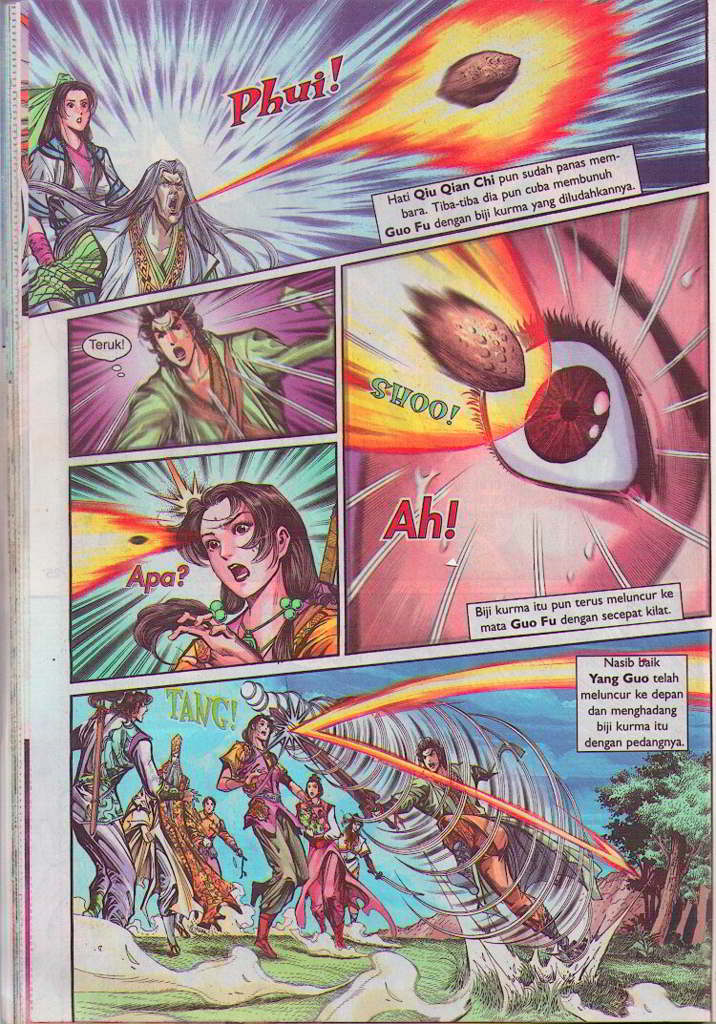 Phui!
Hati Qiu Qian Chi pun sudah panas mem-
bara. Tiba-tiba dia pun cuba membunuh
Guo Fu dengan biji kurma yang diludahkannya.
Teruk!
SHOO!
Ah!
Apa?
Biji kurma itu pun terus meluncur ke
mata Guo Fu dengan secepat kilat.
TANG!
Nasib baik
Yang Guo telah
meluncur ke depan
dan menghadang
biji kurma itu
dengan pedangnya.